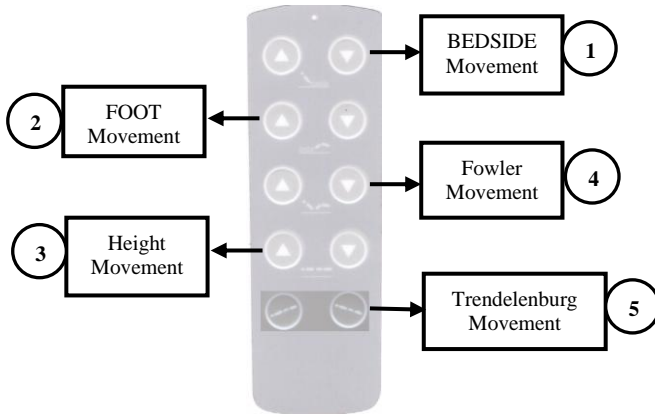 BEDSIDE
Movement
1
2
FOOT
Movement
Fowler
Movement
4
3
Height
Movement
Trendelenburg
Movement
5